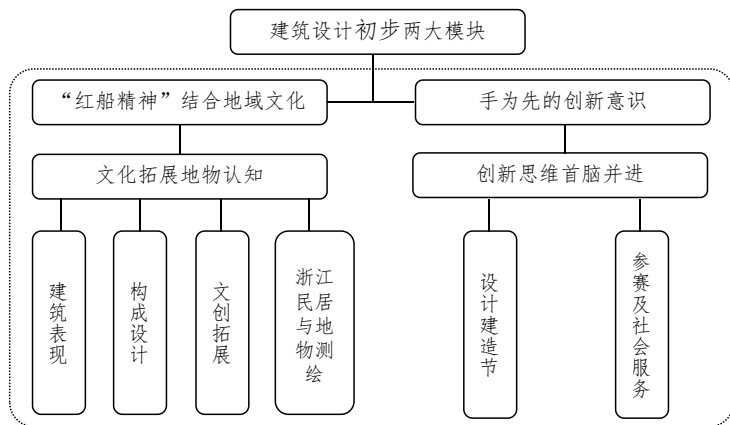 建筑设计初步两大模块
“红船精神”结合地域文化
手为先的创新意识
文化拓展地物认知
创新思维首脑并进
建筑表现
构成设计
文创拓展
浙江
民居
与地
物测
绘
设计建造节
参赛及社会服务